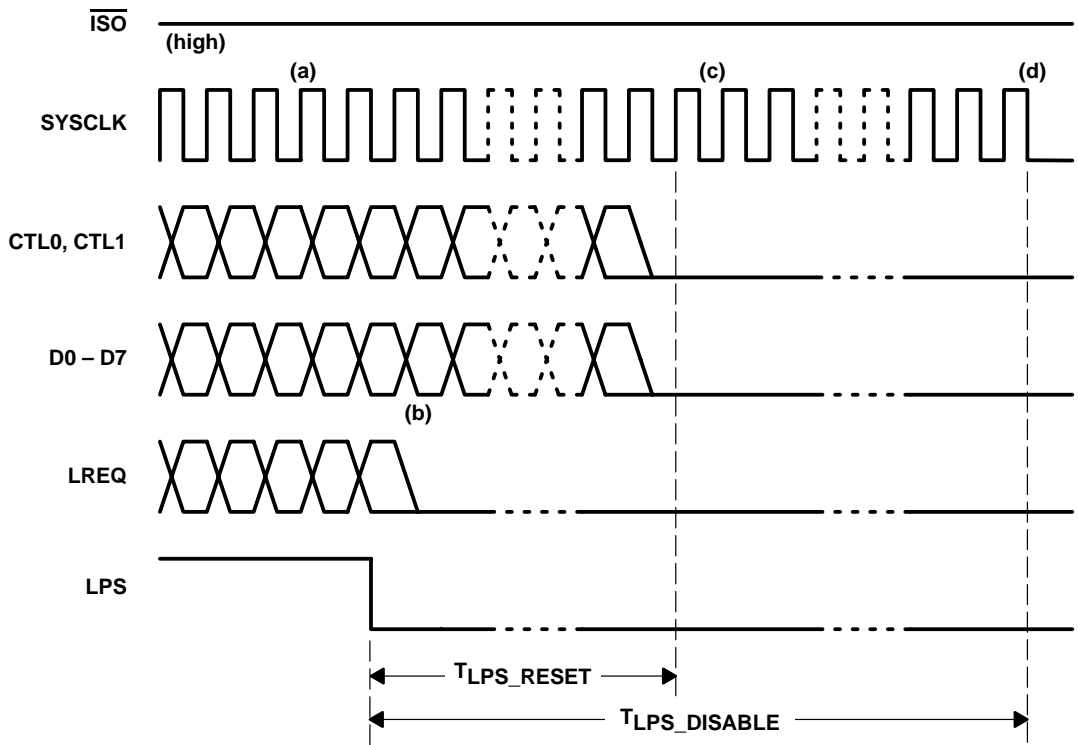 ISO
(high)
(a) (c) (d)
SYSCLK
CTL0, CTL1
D0 – D7
(b)
LREQ
LPS
TLPS_RESET
TLPS_DISABLE